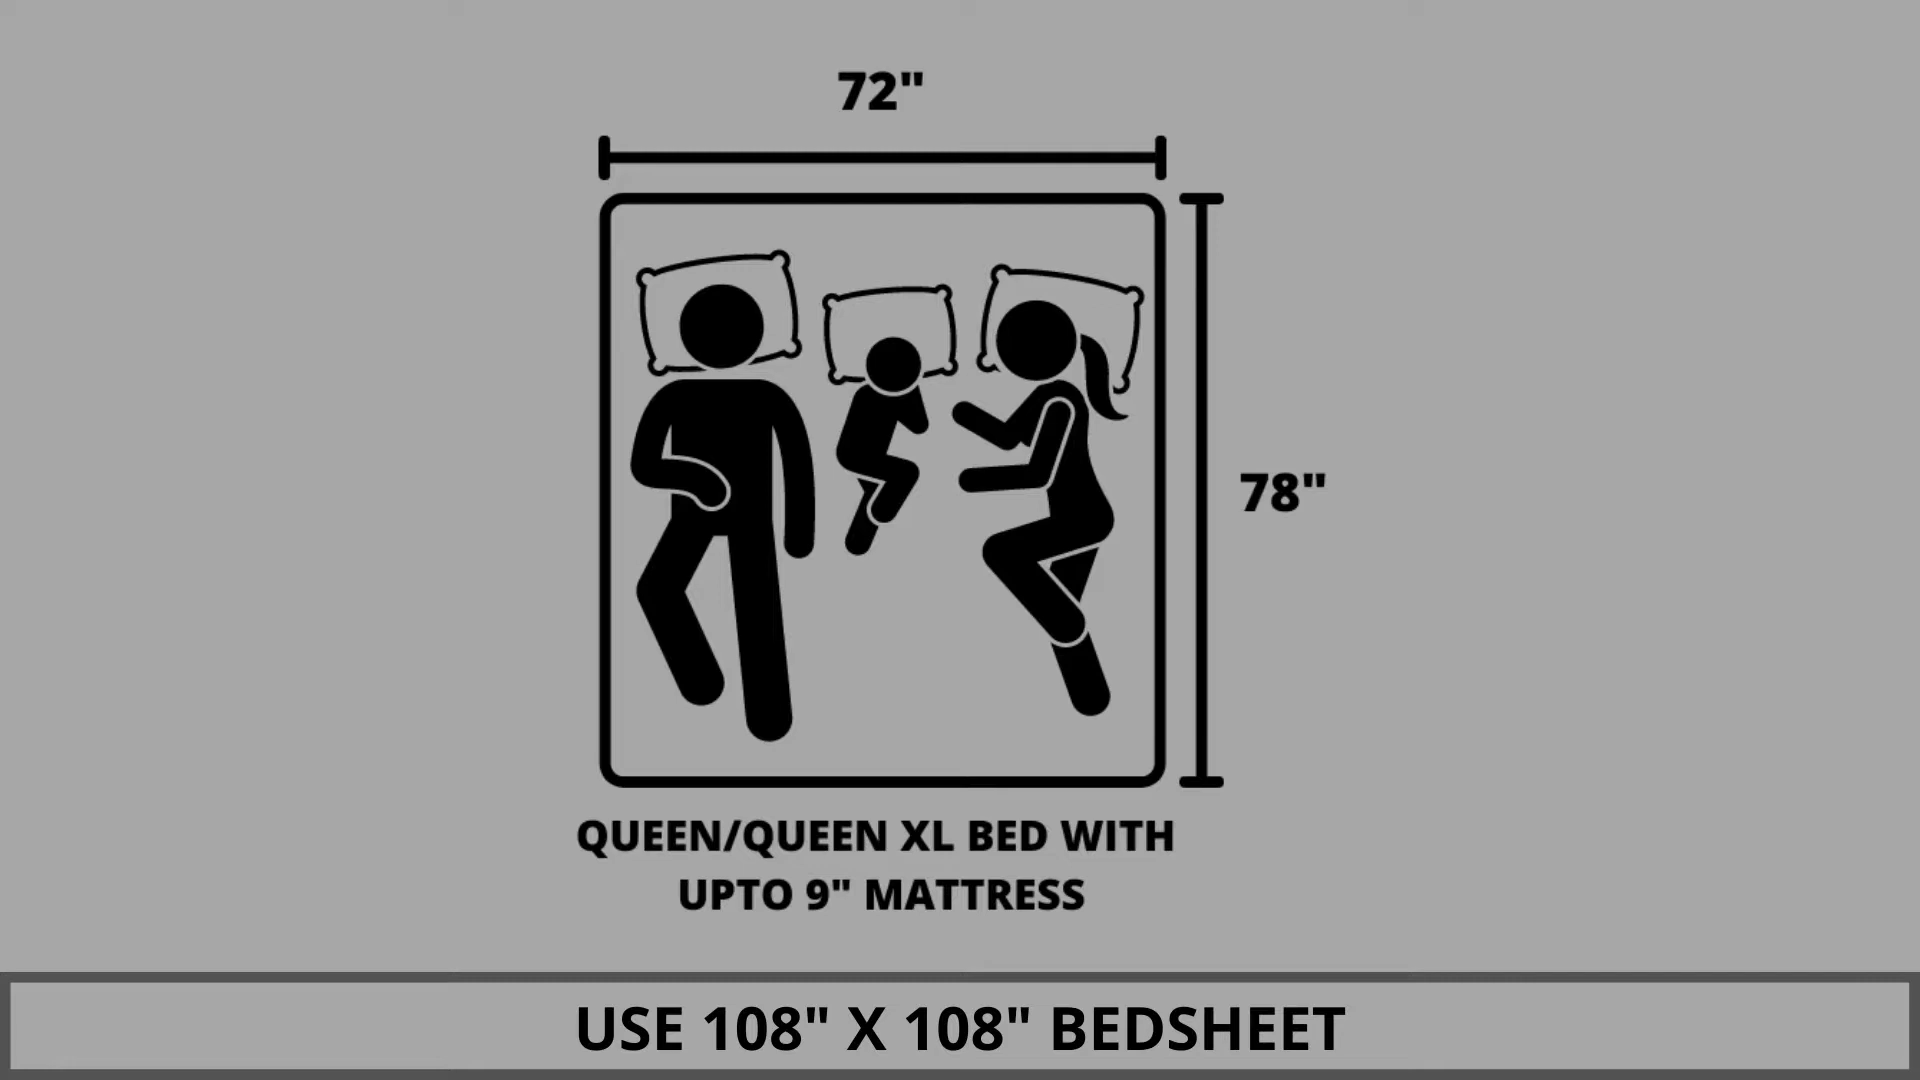 72"
78"
QUEEN/QUEEN XL BED WITH
UPTO 9" MATTRESS
USE 108" X 108" BEDSHEET